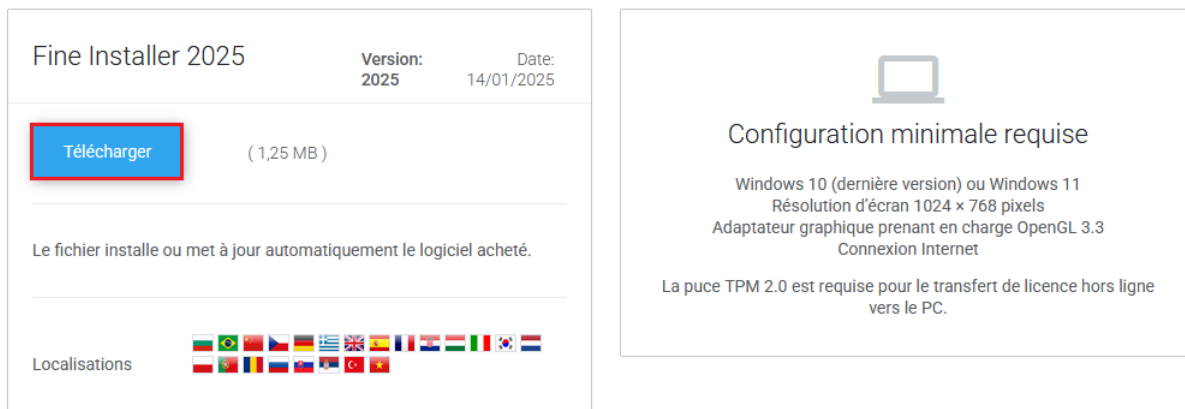 Fine Installer 2025
Version:
2025
Date:
14/01/2025
Télécharger
( 1,25 MB )
Le fichier installe ou met à jour automatiquement le logiciel acheté.
Localisations
Configuration minimale requise
Windows 10 (dernière version) ou Windows 11
Résolution d’écran 1024 × 768 pixels
Adaptateur graphique prenant en charge OpenGL 3.3
Connexion Internet
La puce TPM 2.0 est requise pour le transfert de licence hors ligne
vers le PC.